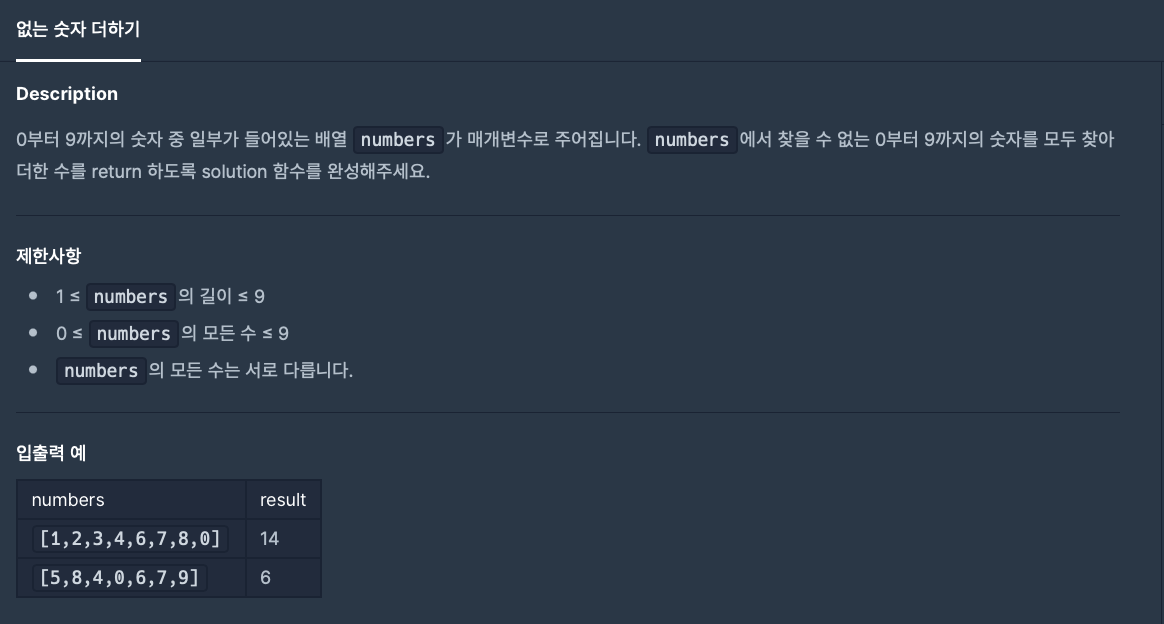 없는 숫자 더하기
Description
0부터 9까지의 숫자 중 일부가 들어있는 배열 numbers 가 매개변수로 주어집니다. numbers 에서 찾을 수 없는 0부터 9까지의 숫자를 모두 찾아
더한 수를 return 하도록 solution 함수를 완성해주세요.
제한사항
1 ≤ numbers 의 길이 ≤ 9
0 ≤ numbers 의 모든 수 ≤ 9
numbers 의 모든 수는 서로 다릅니다.
입출력 예
numbers result
[1,2,3,4,6,7,8,0] 14
[5,8,4,0,6,7,9] 6